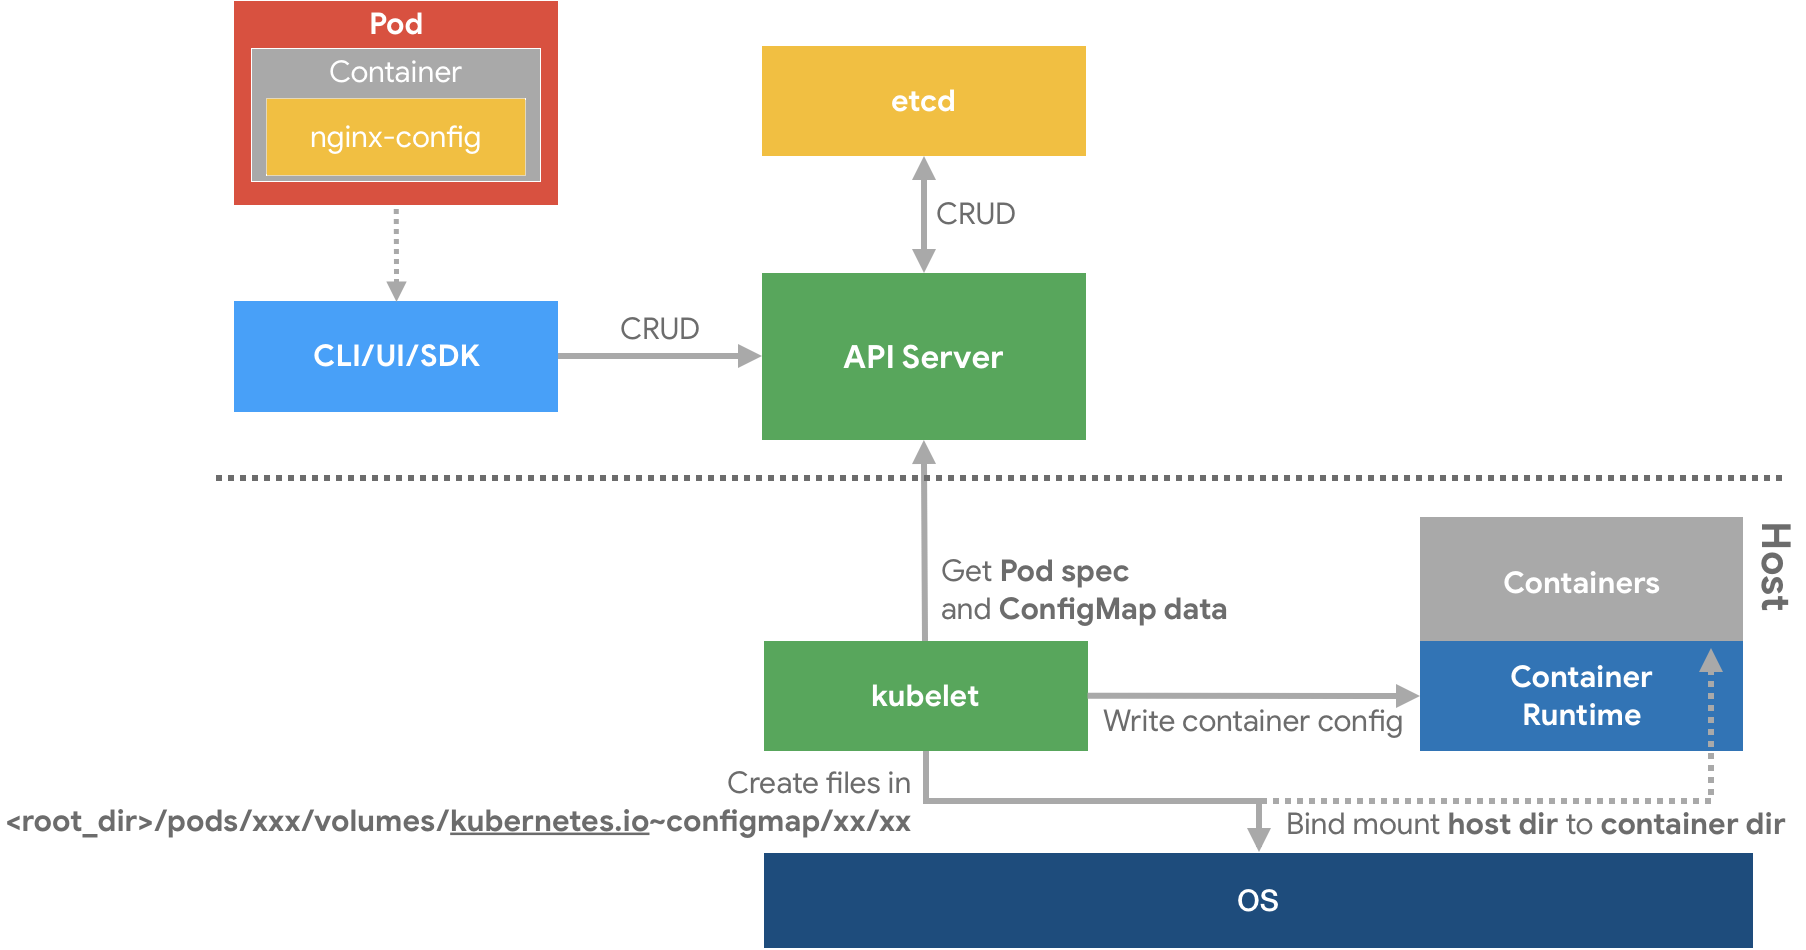 Pod
Container
nginx-config
etcd
CRUD
CLI/UI/SDK
CRUD
API Server
Host
Get Pod spec
and ConfigMap data
Containers
kubelet
Write container config
Container
Runtime
Create files in
<root_dir>/pods/xxx/volumes/kubernetes.io~configmap/xx/xx
Bind mount host dir to container dir
OS